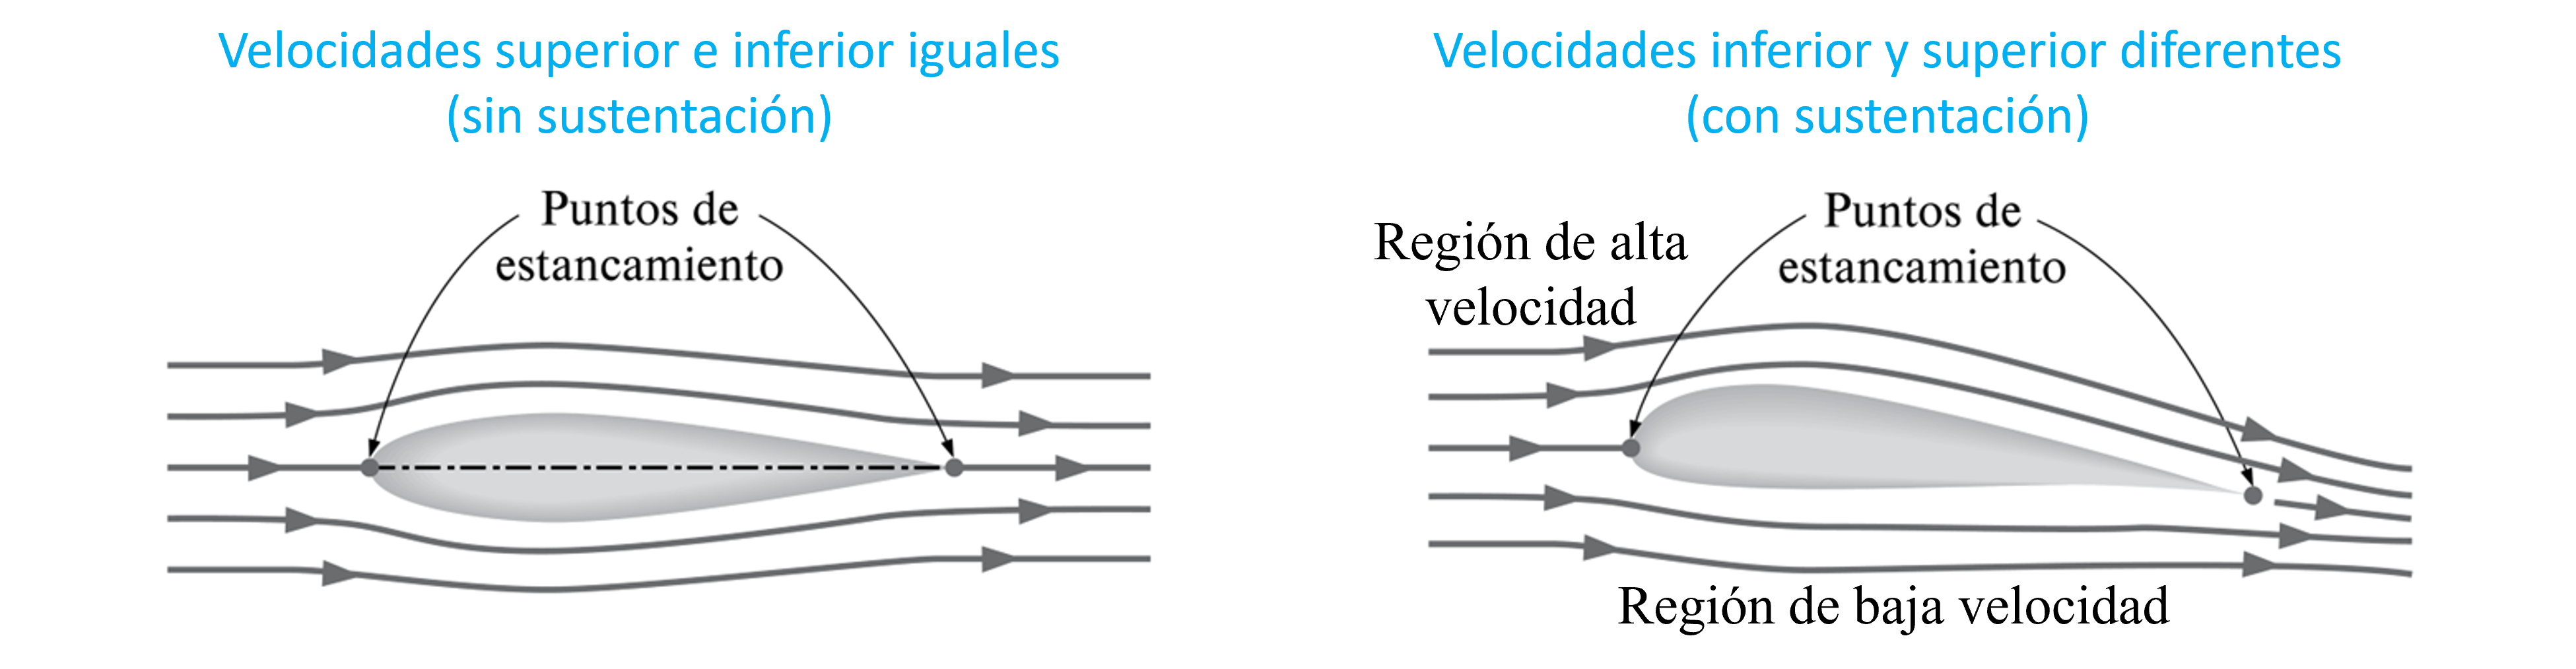 Velocidades superior e inferior iguales
(sin sustentación)
Puntos de
estancamiento
Velocidades inferior y superior diferentes
(con sustentación)
Región de alta
velocidad
Puntos de
estancamiento
Región de baja velocidad